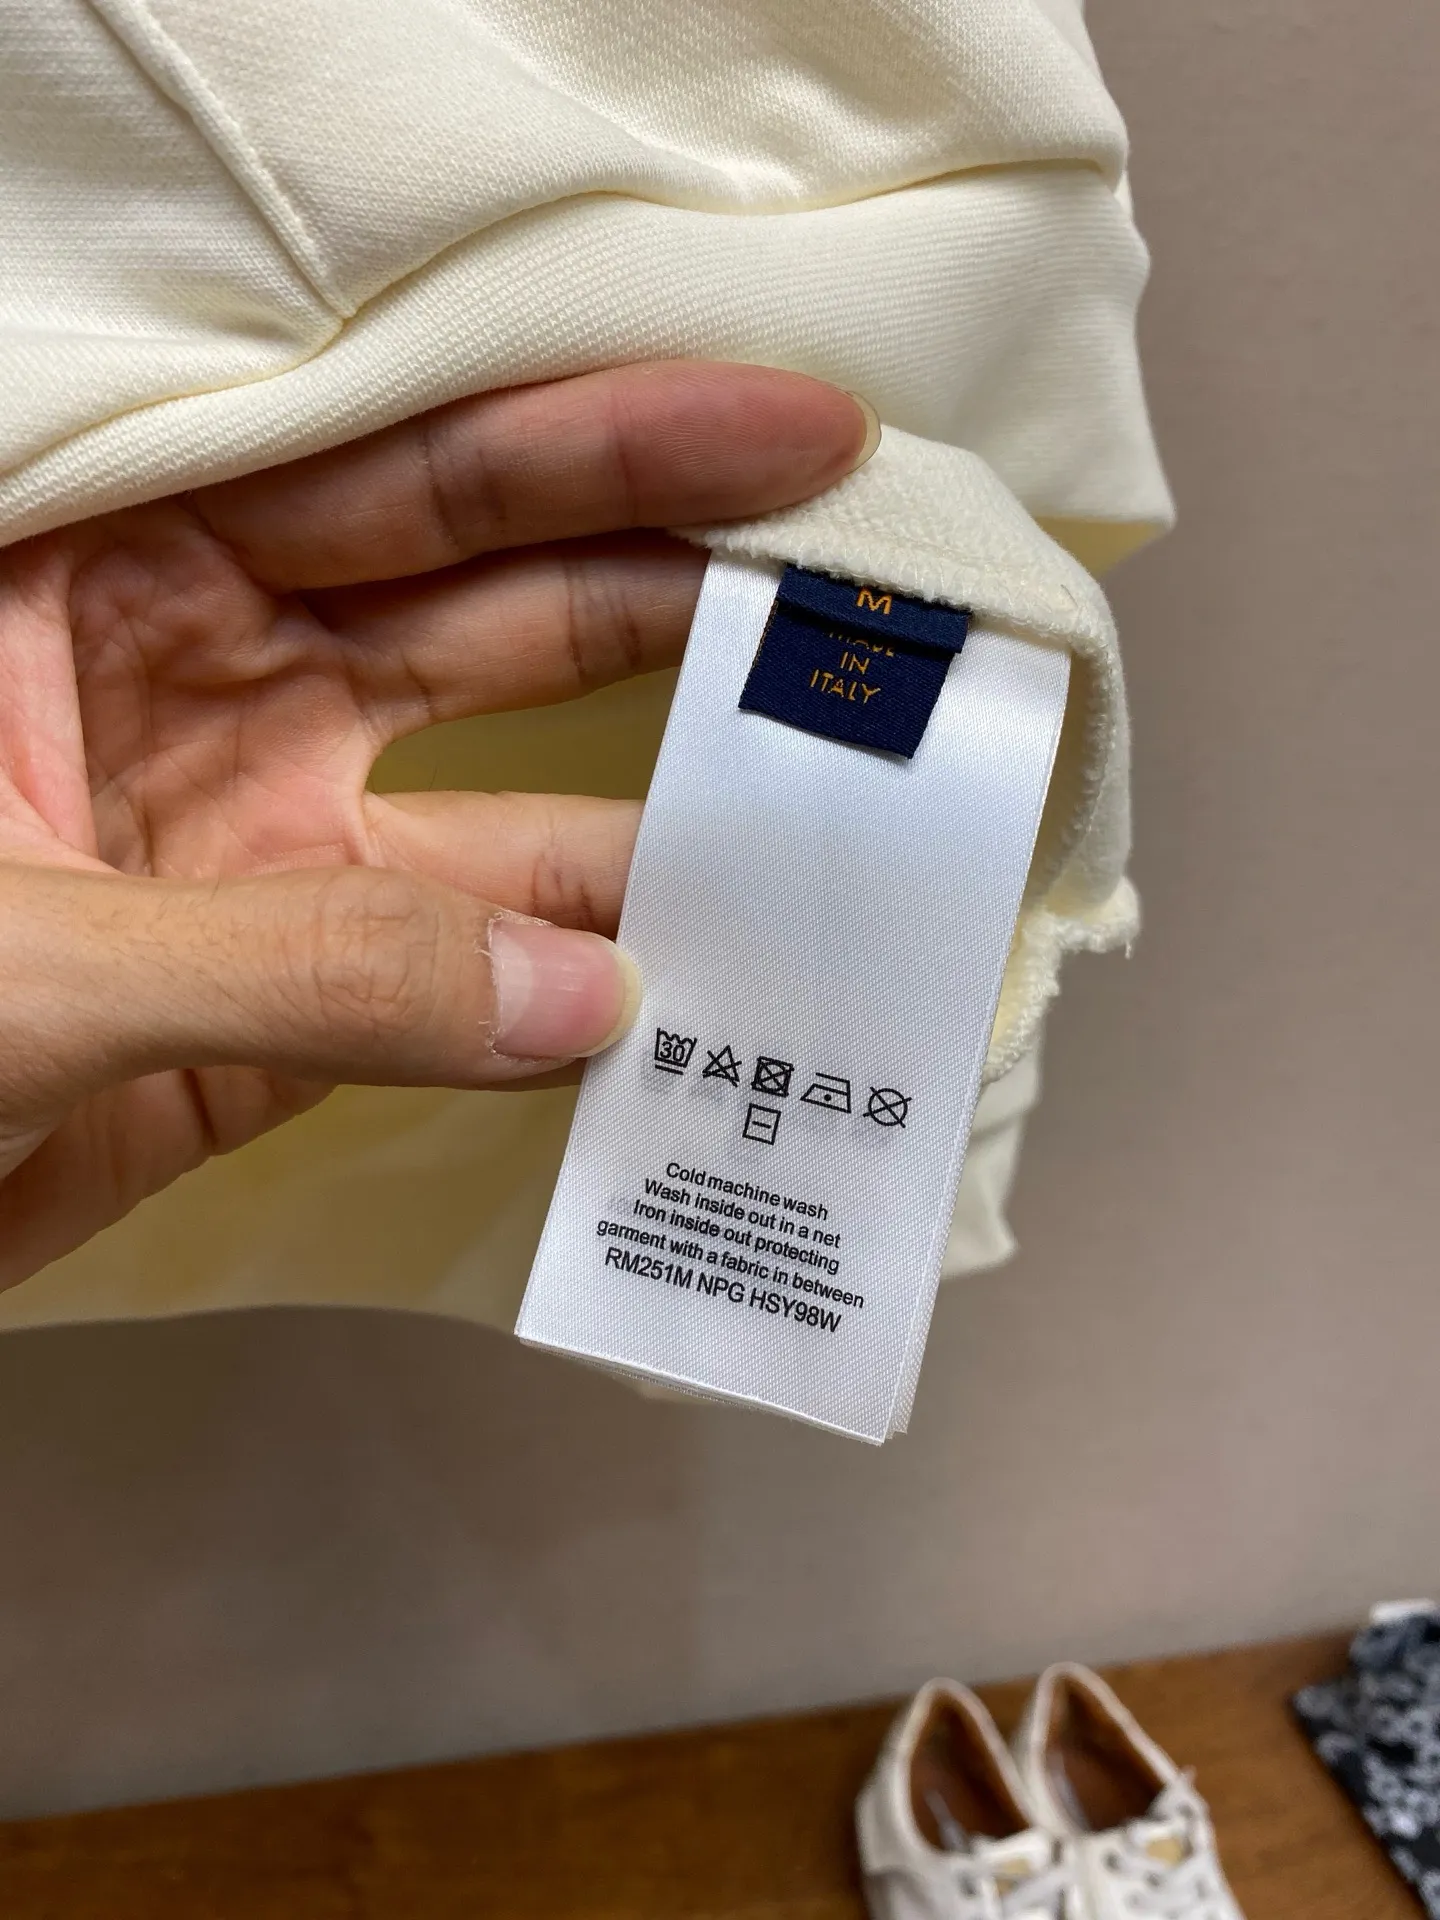 M
MADE
IN
ITALY
30
Cold machine wash
Wash inside out in a net
Iron inside out protecting
garment with a fabric in between
RM251M NPG HSY98W